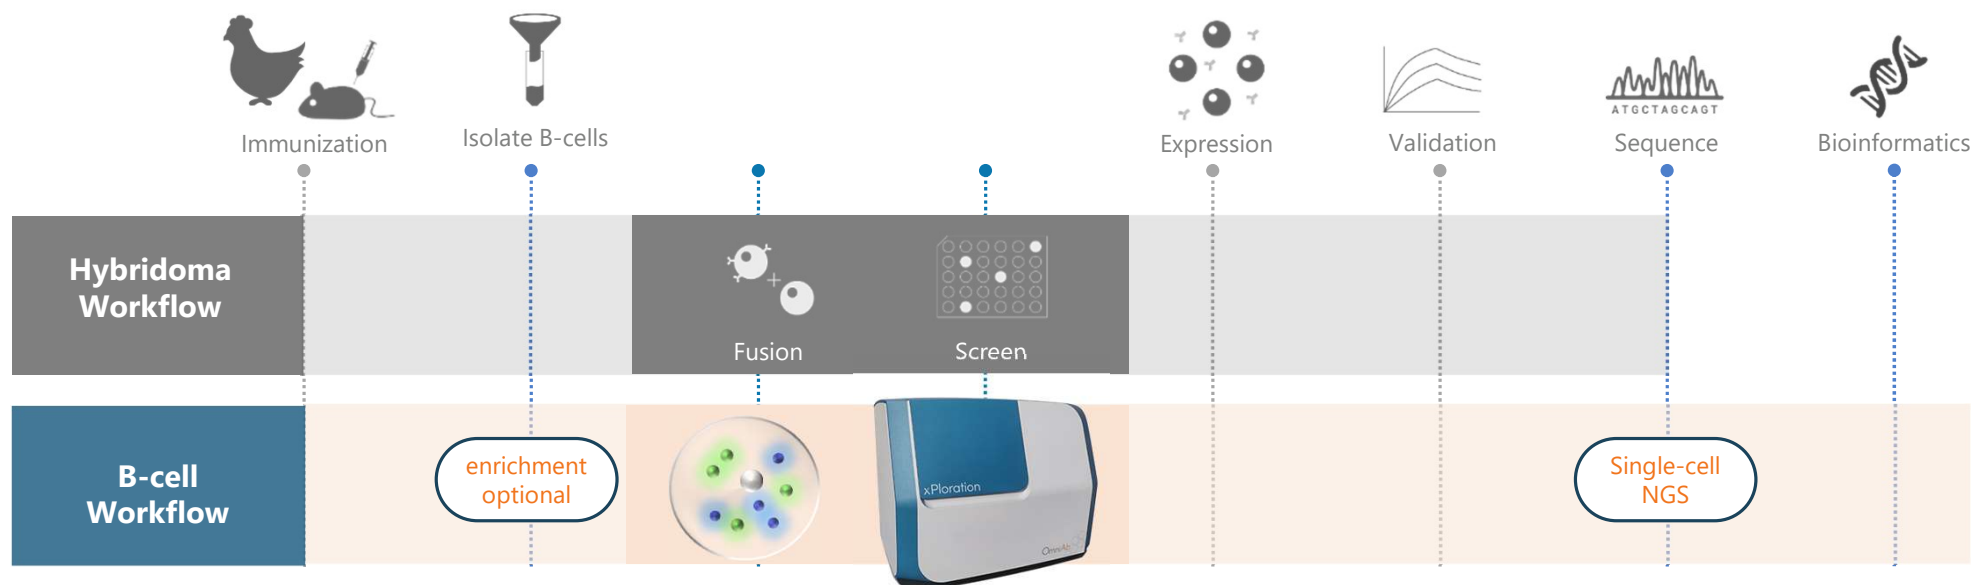 Immunization
Isolate B-cells
Expression
Validation
ATGCTAGCAGT
Sequence
Bioinformatics
Hybridoma
Workflow
Fusion
Screen
B-cell
Workflow
enrichment
optional
xPloration
OmniAb
Single-cell
NGS